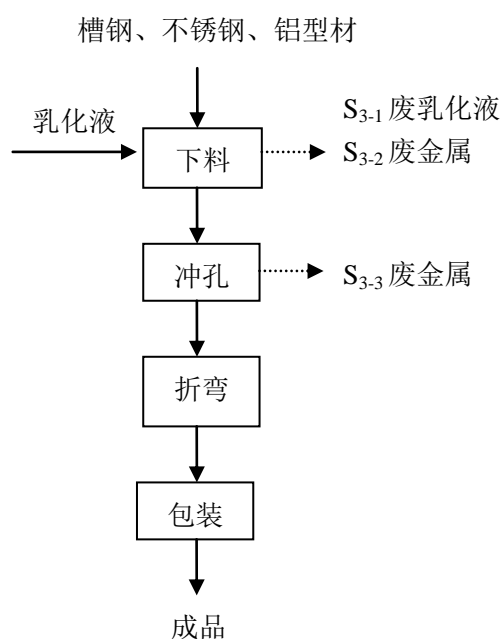 槽钢、不锈钢、铝型材
乳化液
S3-1 废乳化液
下料
S3-2 废金属
冲孔
S3-3 废金属
折弯
包装
成品